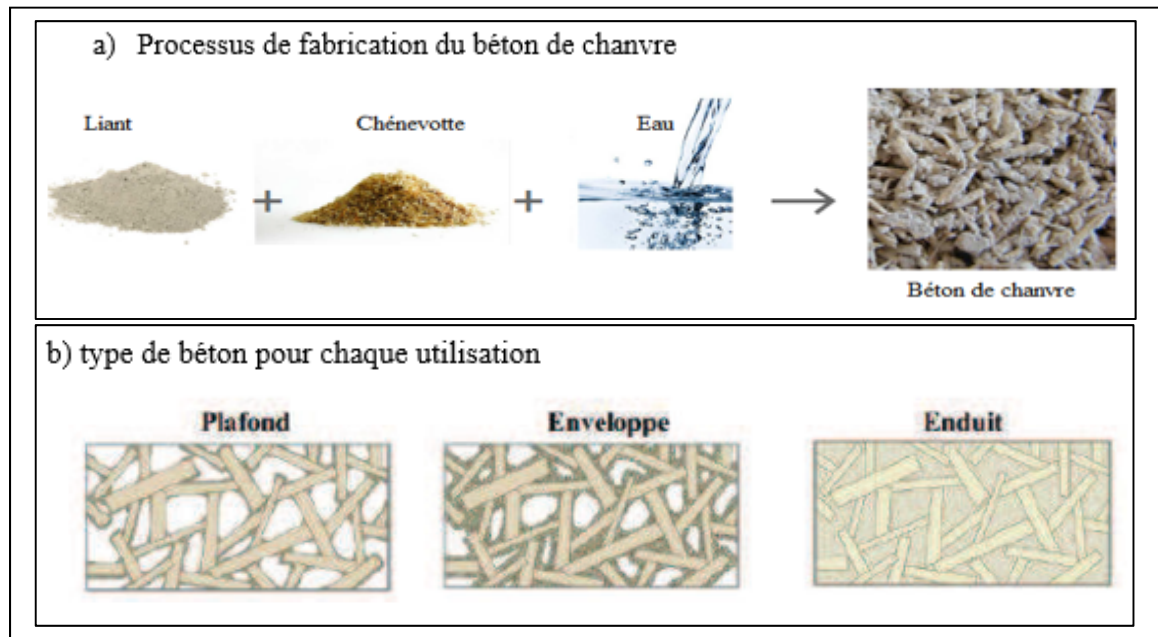 a) Processus de fabrication du béton de chanvre
Liant
Chénevotte
Eau
Béton de chanvre
b) type de béton pour chaque utilisation
Plafond
Enveloppe
Enduit